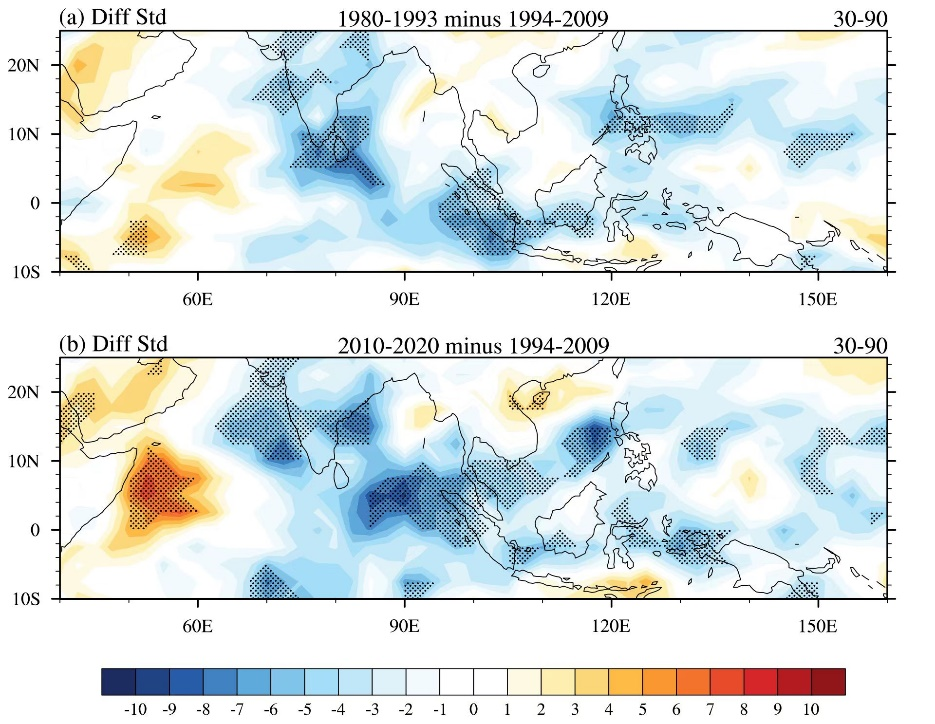 (a) Diff Std 1980-1993 minus 1994-2009 30-90
20N
10N
0
10S
60E 90E 120E 150E
(b) Diff Std 2010-2020 minus 1994-2009 30-90
20N
10N
0
10S
60E 90E 120E 150E
-10 -9 -8 -7 -6 -5 -4 -3 -2 -1 0 1 2 3 4 5 6 7 8 9 10